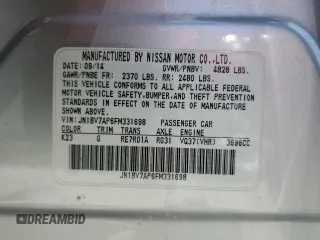 MANUFACTURED BY NISSAN MOTOR CO.,LTD.
DATE: 09/14 GVWR/PNBV: 4828 LBS.
GAWR/PNBE FR: 2370 LBS. RR: 2480 LBS.
THIS VEHICLE CONFORMS TO ALL APPLICABLE FEDERAL
MOTOR VEHICLE SAFETY,BUMPER, AND THEFT PREVENTION
STANDARDS IN EFFECT ON THE DATE OF MANUFACTURE
SHOWN ABOVE.
VIN: JN1BV7AP6FM331698 PASSENGER CAR
COLOR TRIM TRANS AXLE ENGINE
K23 G RE7R01A RG31 VQ37(VHR) 3696CC
JN1BV7AP6FM331698
DREAMBID